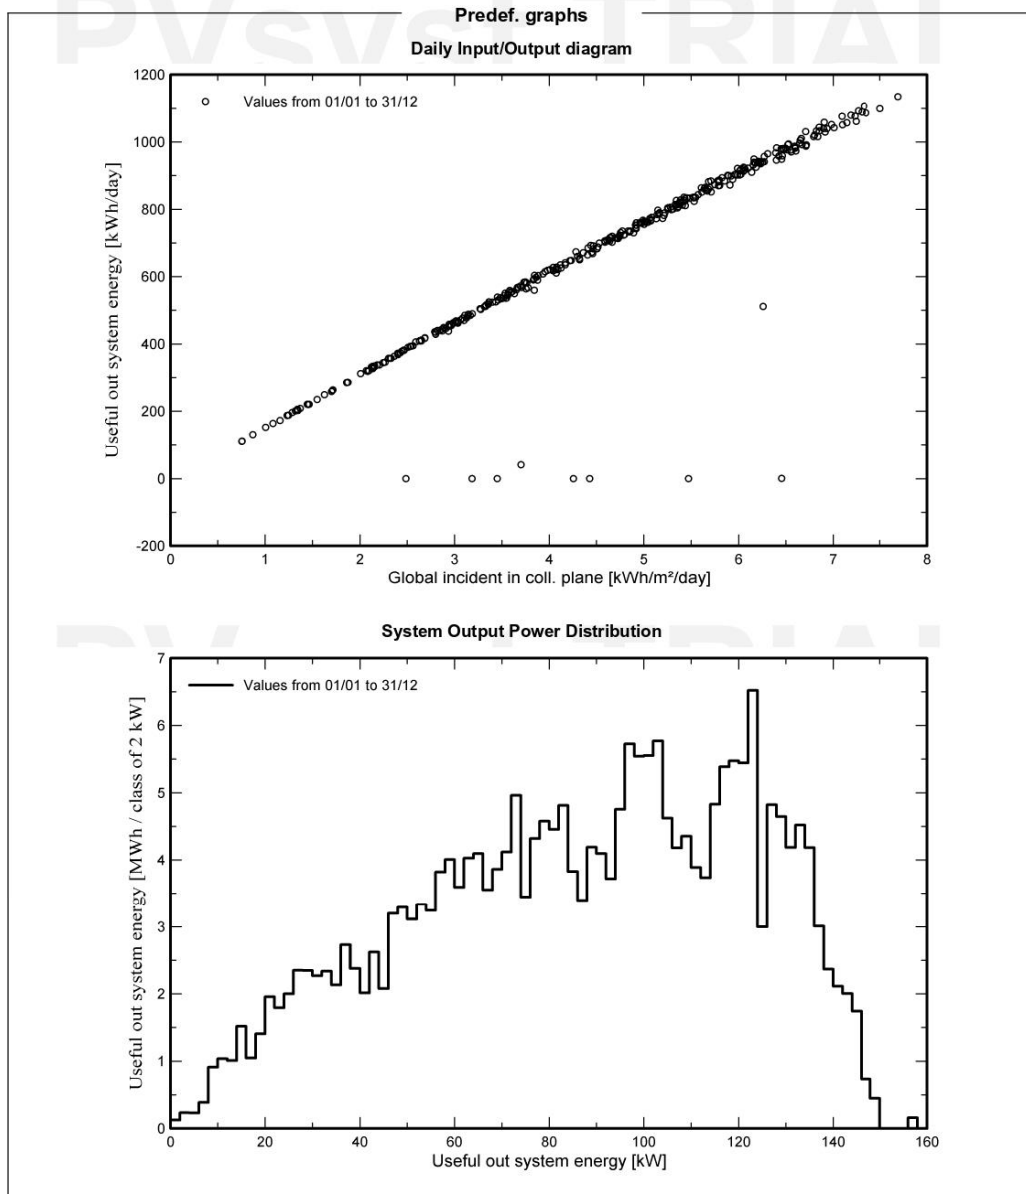 Predef. graphs
PVsyst TRIAL
Daily Input/Output diagram
Values from 01/01 to 31/12
Useful out system energy [kWh/day]
1200
1000
800
600
400
200
0
-200
0 1 2 3 4 5 6 7 8
Global incident in coll. plane [kWh/m²/day]
PVsyst TRIAL
System Output Power Distribution
Values from 01/01 to 31/12
Useful out system energy [MWh / class of 2 kW]
7
6
5
4
3
2
1
0
0 20 40 60 80 100 120 140 160
Useful out system energy [kW]